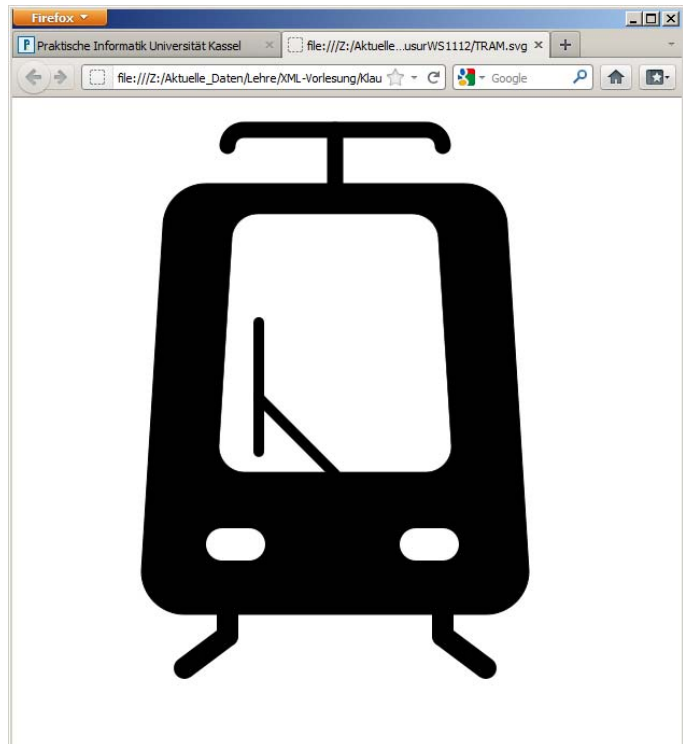 Firefox
P Praktische Informatik Universität Kassel × file:///Z:/Aktuelle...usurWS1112/TRAM.svg × +
file:///Z:/Aktuelle_Daten/Lehre/XML-Vorlesung/Klau Google